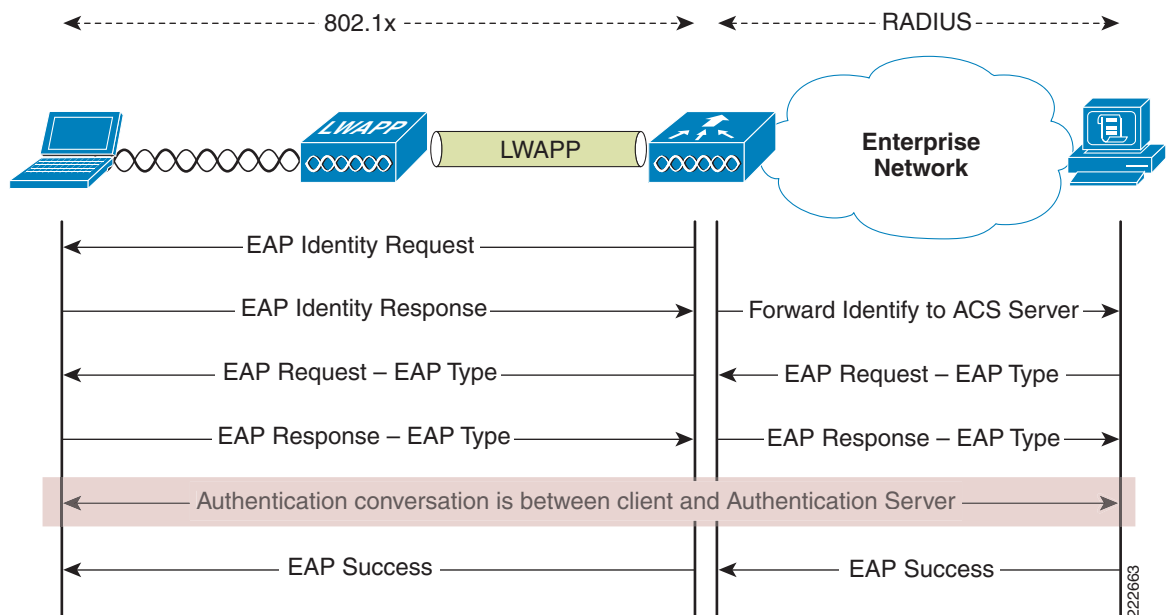 802.1x
RADIUS
LWAPP
LWAPP
Enterprise
Network
EAP Identity Request
EAP Identity Response
Forward Identify to ACS Server
EAP Request – EAP Type
EAP Request – EAP Type
EAP Response – EAP Type
EAP Response – EAP Type
Authentication conversation is between client and Authentication Server
EAP Success
EAP Success
222663